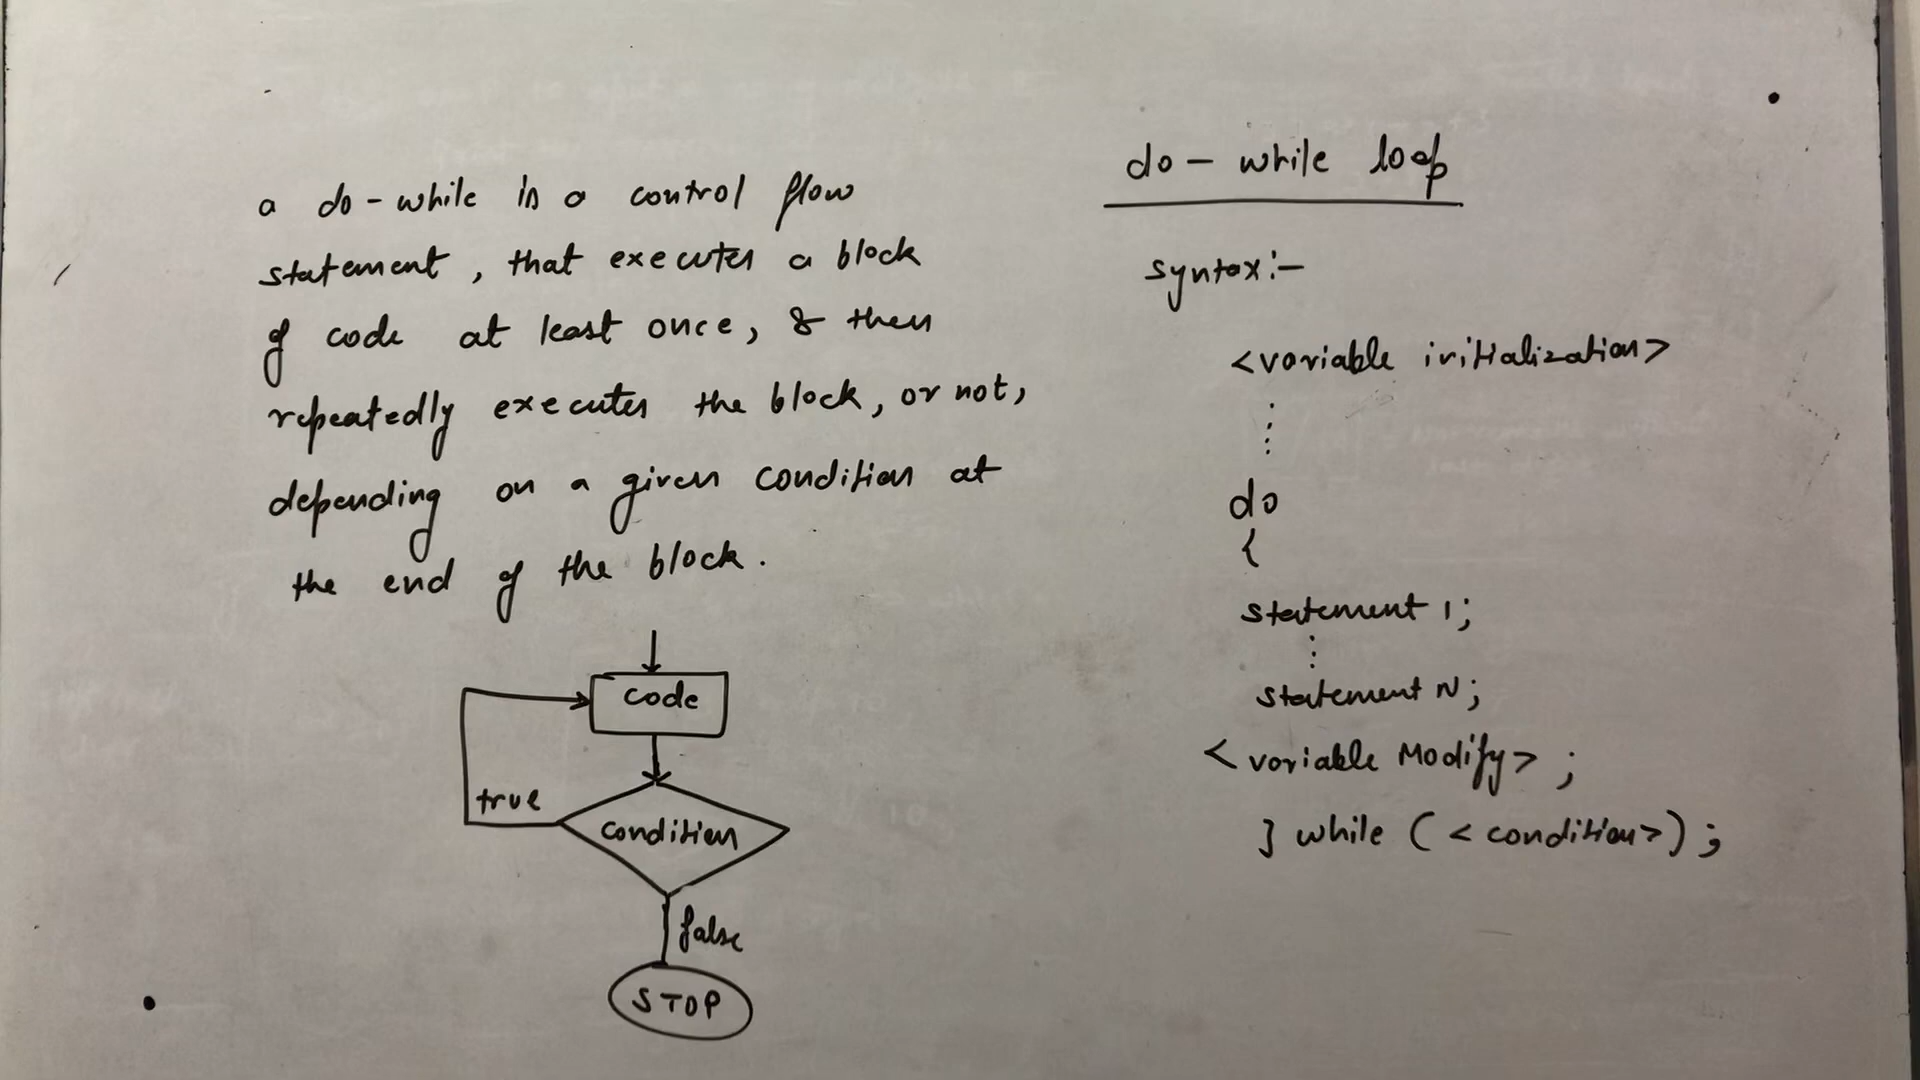 a do-while is a control flow
statement, that executes a block
of code at least once, & then
repeatedly executes the block, or not,
depending on a given condition at
the end of the block.
code
true
condition
false
STOP
do - while loop
syntax:-
<variable initialization>
do
{
statement 1;
statement N;
<variable Modify> ;
} while (<condition>);